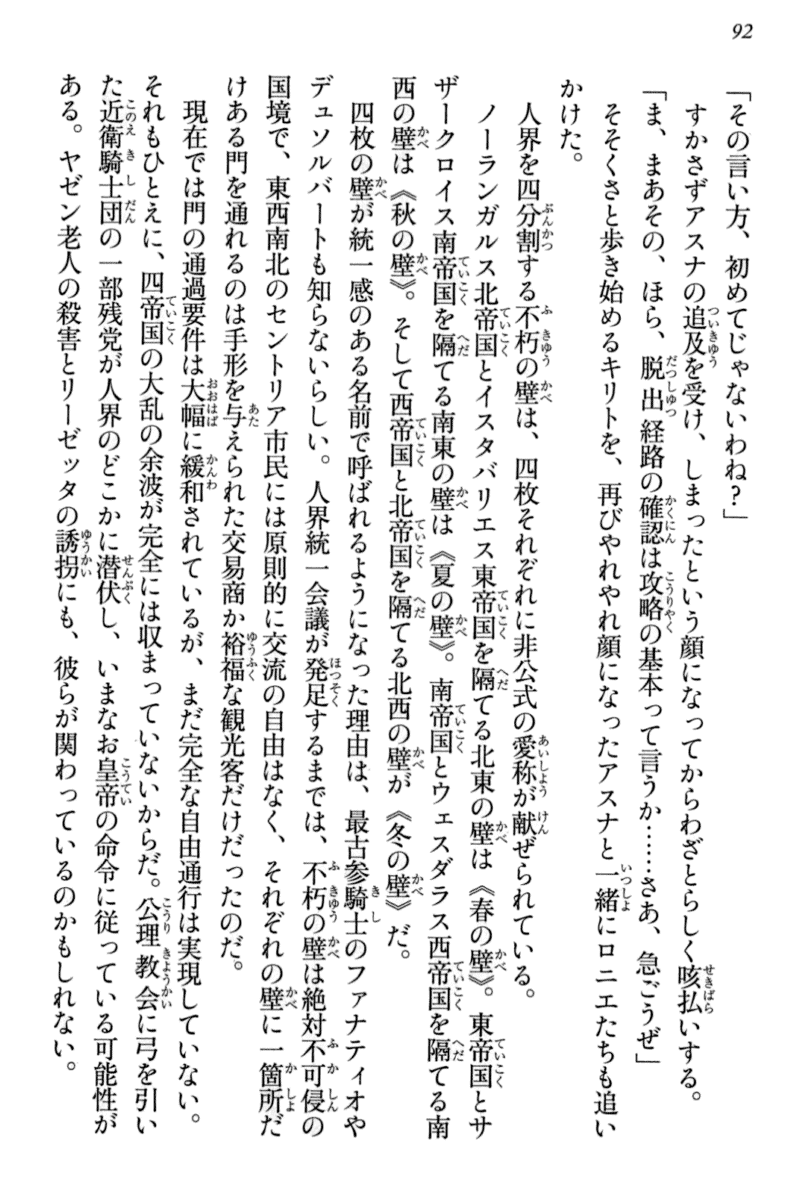 92
「その言い方、初めてじゃないわね？」
すかさずアスナの追及を受け、しまったという顔になってからわざとらしく咳払いする。
「ま、まあその、ほら、脱出経路の確認は攻略の基本って言うか……さあ、急ごうぜ」
そそくさと歩き始めるキリトを、再びやれやれ顔になったアスナと一緒にロニエたちも追い
かけた。
人界を四分割する不朽の壁は、四枚それぞれに非公式の愛称が献ぜられている。
ノーランガルス北帝国とイスタバリエス東帝国を隔てる北東の壁は《春の壁》。東帝国とサ
ザークロイス南帝国を隔てる南東の壁は《夏の壁》。南帝国とウェスダラス西帝国を隔てる南
西の壁は《秋の壁》。そして西帝国と北帝国を隔てる北西の壁が《冬の壁》だ。
四枚の壁が統一感のある名前で呼ばれるようになった理由は、最古参騎士のファナティオや
デュソルバートも知らないらしい。人界統一会議が発足するまでは、不朽の壁は絶対不可侵の
国境で、東西南北のセントリア市民には原則的に交流の自由はなく、それぞれの壁に一箇所だ
けある門を通れるのは手形を与えられた交易商か裕福な観光客だけだったのだ。
現在では門の通過要件は大幅に緩和されているが、まだ完全な自由通行は実現していない。
それもひとえに、四帝国の大乱の余波が完全には収まっていないからだ。公理教会に弓を引い
た近衛騎士団の一部残党が人界のどこかに潜伏し、いまなお皇帝の命令に従っている可能性が
ある。ヤゼン老人の殺害とリーゼッタの誘拐にも、彼らが関わっているのかもしれない。